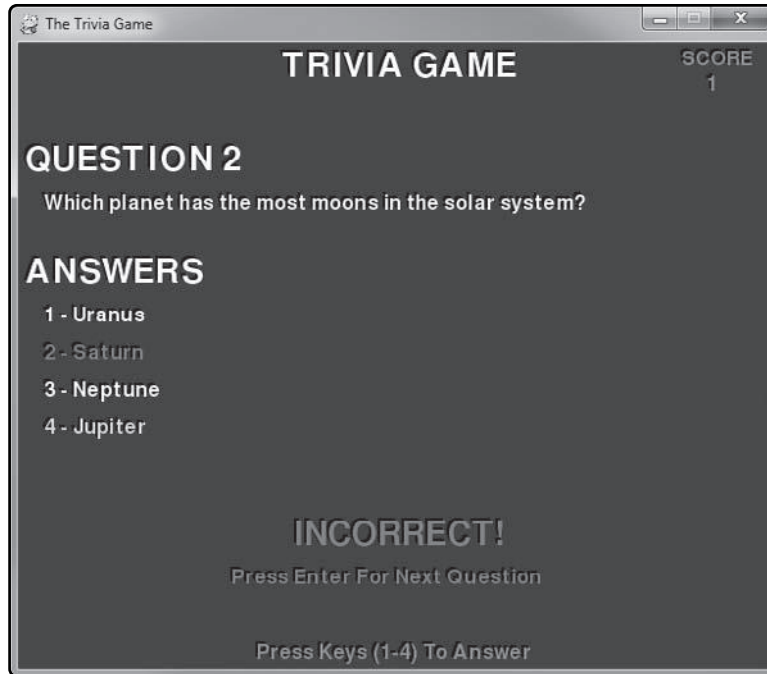 The Trivia Game
TRIVIA GAME
SCORE
1
QUESTION 2
Which planet has the most moons in the solar system?
ANSWERS
1 - Uranus
2 - Saturn
3 - Neptune
4 - Jupiter
INCORRECT!
Press Enter For Next Question
Press Keys (1-4) To Answer